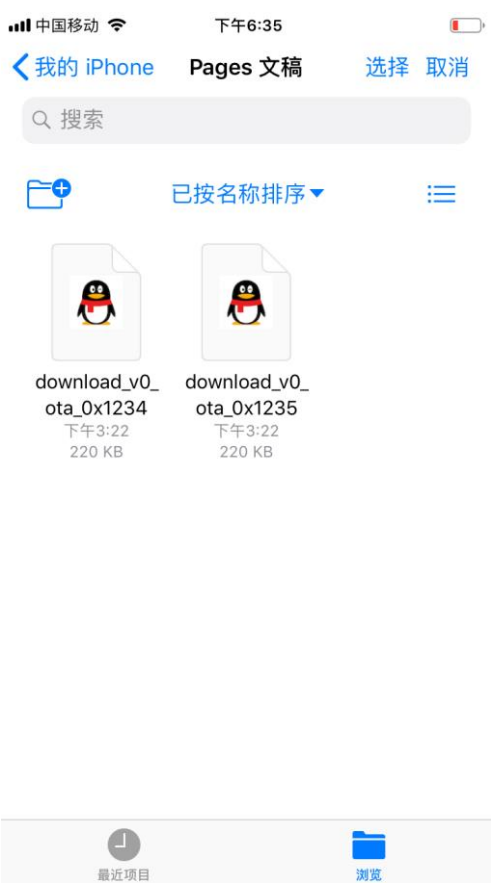 中国移动 下午6:35
我的 iPhone Pages 文稿 选择 取消
搜索
已按名称排序
download_v0_ download_v0_
ota_0x1234 ota_0x1235
下午3:22 下午3:22
220 KB 220 KB
最近项目 浏览